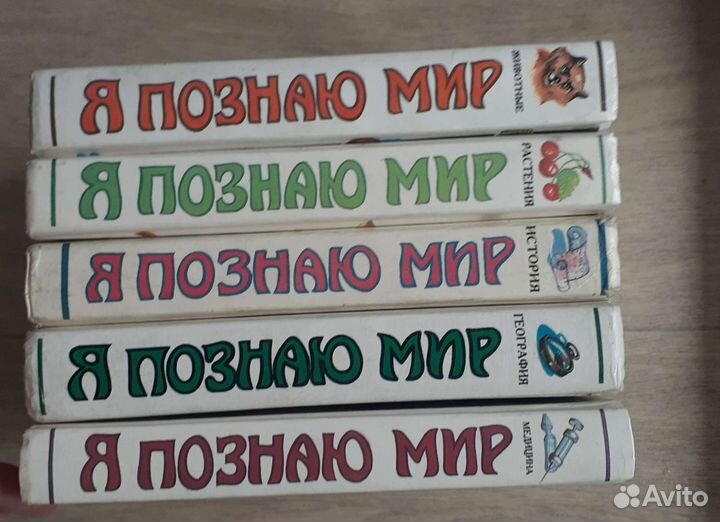 Я ПОЗНАЮ МИР
ЖИВОТНЫЕ
Я ПОЗНАЮ МИР
РАСТЕНИЯ
Я ПОЗНАЮ МИР
ИСТОРИЯ
Я ПОЗНАЮ МИР
ГЕОГРАФИЯ
Я ПОЗНАЮ МИР
МЕДИЦИНА
Avito